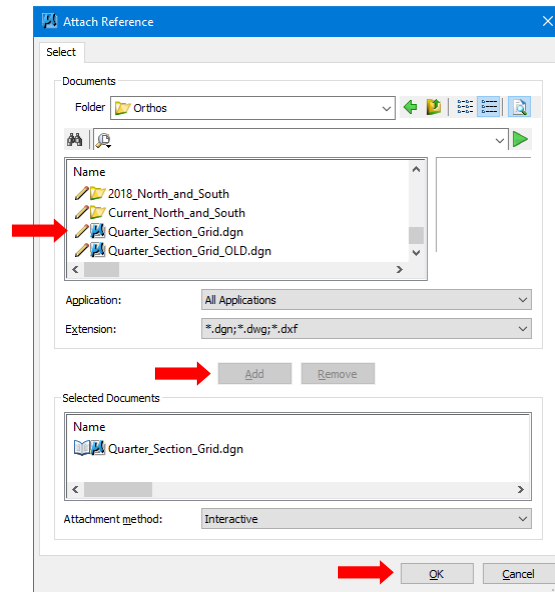 Attach Reference
Select
Documents
Folder Orthos
Name
2018_North_and_South
Current_North_and_South
Quarter_Section_Grid.dgn
Quarter_Section_Grid_OLD.dgn
Application: All Applications
Extension: *.dgn;*.dwg;*.dxf
Add Remove
Selected Documents
Name
Quarter_Section_Grid.dgn
Attachment method: Interactive
OK Cancel